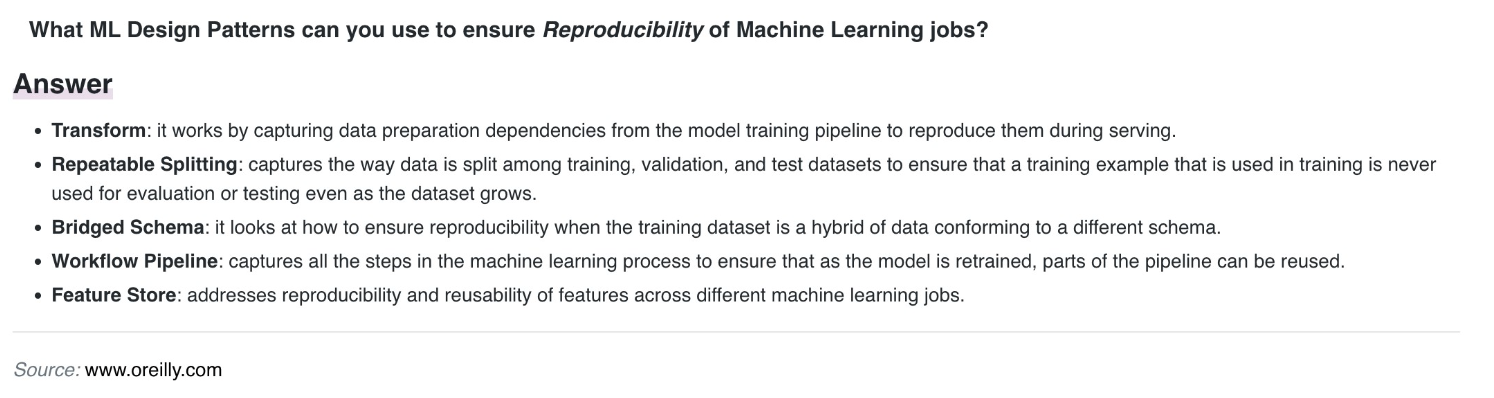 What ML Design Patterns can you use to ensure Reproducibility of Machine Learning jobs?
Answer
• Transform: it works by capturing data preparation dependencies from the model training pipeline to reproduce them during serving.
• Repeatable Splitting: captures the way data is split among training, validation, and test datasets to ensure that a training example that is used in training is never
used for evaluation or testing even as the dataset grows.
• Bridged Schema: it looks at how to ensure reproducibility when the training dataset is a hybrid of data conforming to a different schema.
• Workflow Pipeline: captures all the steps in the machine learning process to ensure that as the model is retrained, parts of the pipeline can be reused.
• Feature Store: addresses reproducibility and reusability of features across different machine learning jobs.
Source: www.oreilly.com